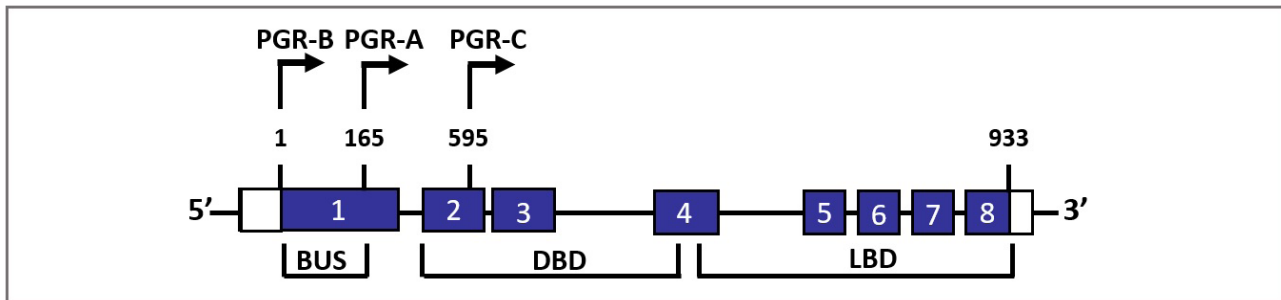 PGR-B PGR-A PGR-C
1 165 595 933
5’ 1 2 3 4 5 6 7 8 3’
BUS DBD LBD